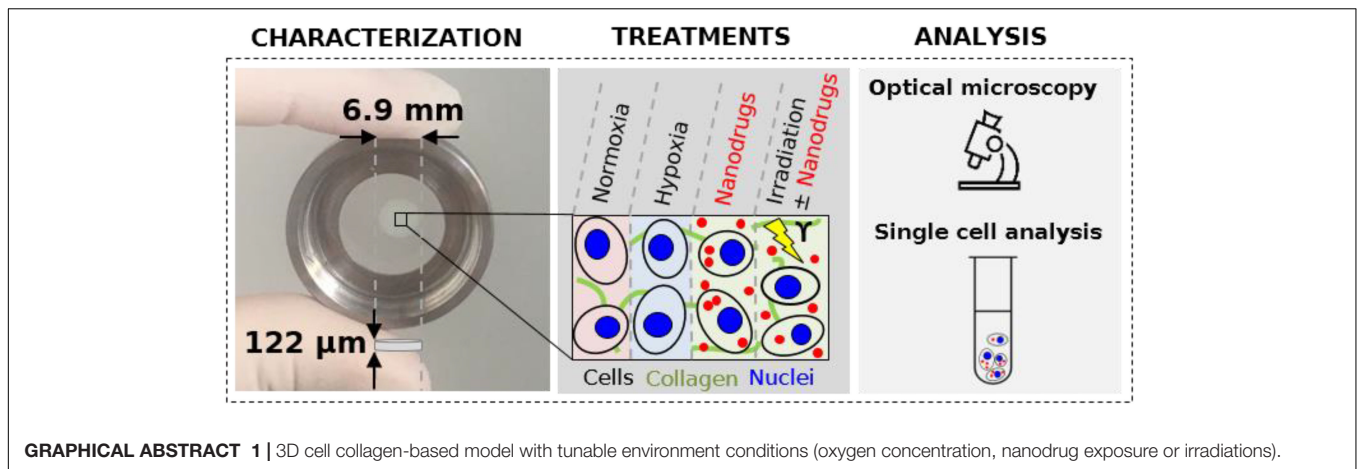 CHARACTERIZATION
TREATMENTS
ANALYSIS
6.9 mm
122 µm
Normoxia
Hypoxia
Nanodrugs
Irradiation
± Nanodrugs
γ
Cells Collagen Nuclei
Optical microscopy
Single cell analysis
GRAPHICAL ABSTRACT 1 | 3D cell collagen-based model with tunable environment conditions (oxygen concentration, nanodrug exposure or irradiations).